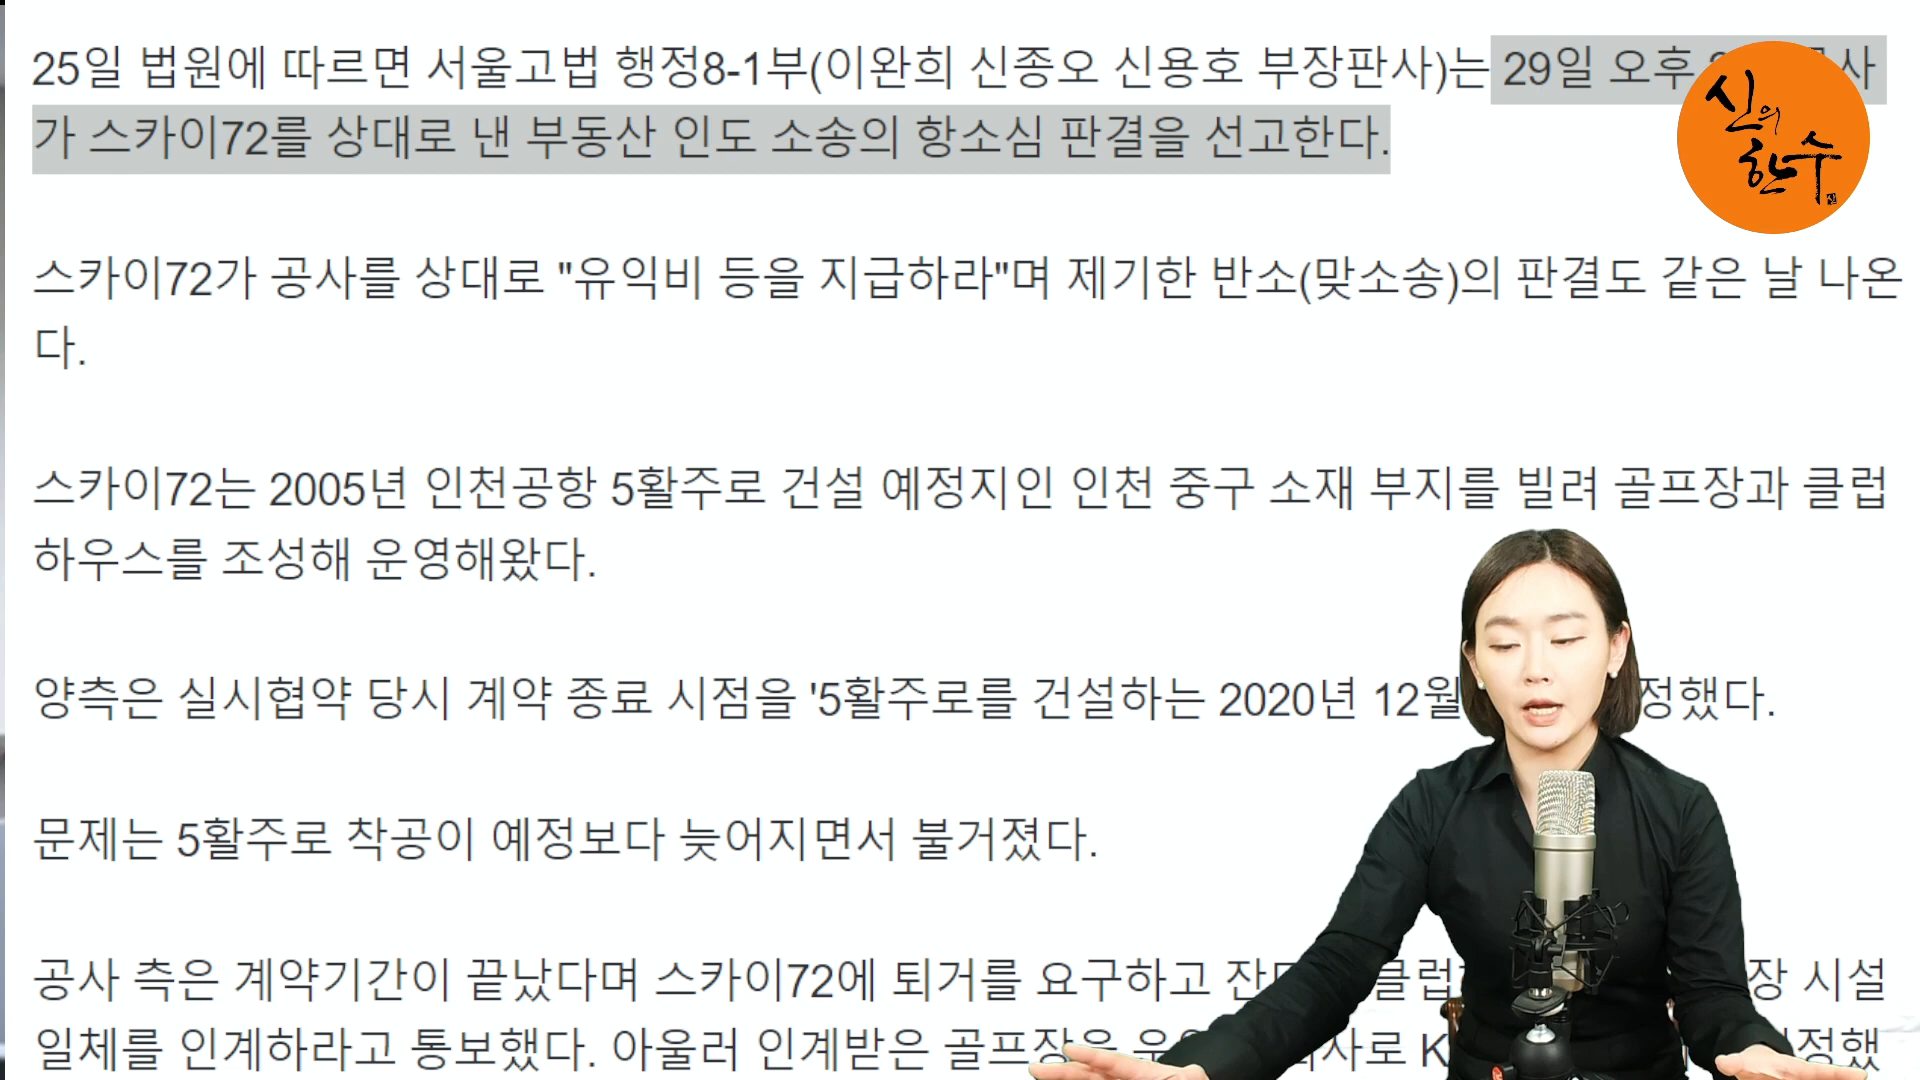 25일 법원에 따르면 서울고법 행정8-1부(이완희 신종오 신용호 부장판사)는 29일 오후
가 스카이72를 상대로 낸 부동산 인도 소송의 항소심 판결을 선고한다.
신의
한수
스카이72가 공사를 상대로 "유익비 등을 지급하라"며 제기한 반소(맞소송)의 판결도 같은 날 나온
다.
스카이72는 2005년 인천공항 5활주로 건설 예정지인 인천 중구 소재 부지를 빌려 골프장과 클럽
하우스를 조성해 운영해왔다.
양측은 실시협약 당시 계약 종료 시점을 '5활주로를 건설하는 2020년 12월 정했다.
문제는 5활주로 착공이 예정보다 늦어지면서 불거졌다.
공사 측은 계약기간이 끝났다며 스카이72에 퇴거를 요구하고 클럽 장 시설
일체를 인계하라고 통보했다. 아울러 인계받은 골프장을 K 정했